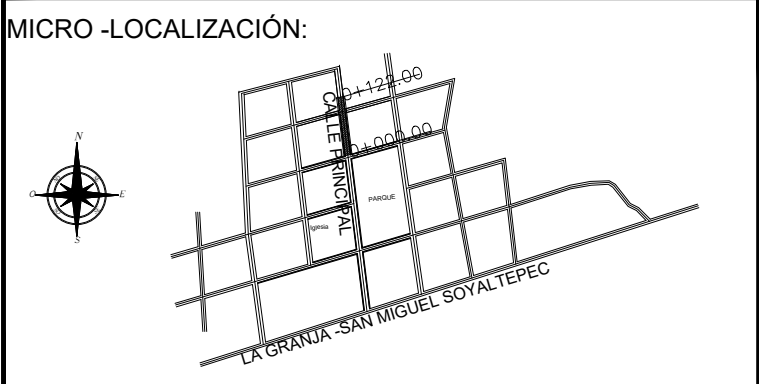 MICRO -LOCALIZACIÓN:
0+122.00
CALLE PRINCIPAL
0+000.00
N
O
E
S
PARQUE
Iglesia
LA GRANJA -SAN MIGUEL SOYALTEPEC